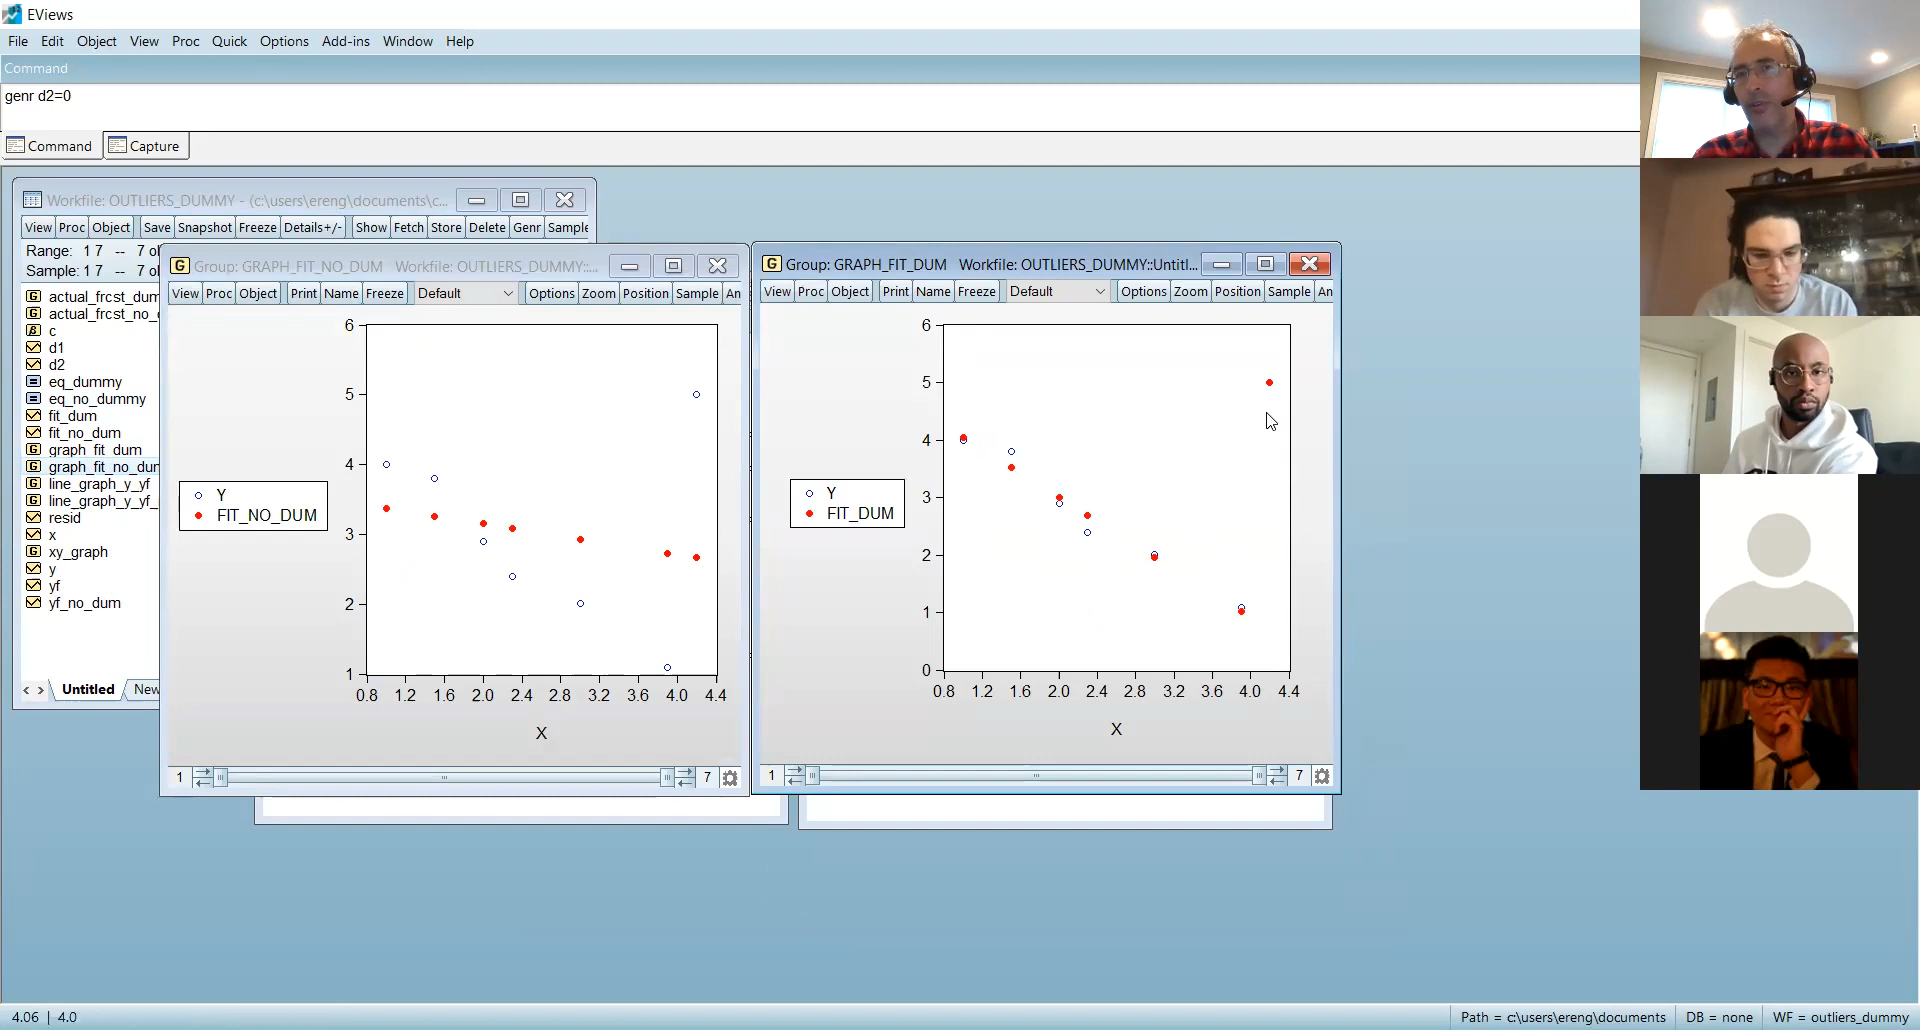 EViews
File Edit Object View Proc Quick Options Add-ins Window Help
Command
genr d2=0
Command Capture
Workfile: OUTLIERS_DUMMY - (c:\users\ereng\documents\c...
View Proc Object Save Snapshot Freeze Details+/- Show Fetch Store Delete Genr Sample
Range: 1 7 -- 7 ol
Sample: 1 7 -- 7 ol
actual_frcst_dum
actual_frcst_no_
c
d1
d2
eq_dummy
eq_no_dummy
fit_dum
fit_no_dum
graph_fit_dum
graph_fit_no_dum
line_graph_y_yf
line_graph_y_yf_
resid
x
xy_graph
y
yf
yf_no_dum
< > Untitled New
Group: GRAPH_FIT_NO_DUM Workfile: OUTLIERS_DUMMY::...
View Proc Object Print Name Freeze Default Options Zoom Position Sample An
6
5
4
3
2
1
0.8 1.2 1.6 2.0 2.4 2.8 3.2 3.6 4.0 4.4
X
Y
FIT_NO_DUM
1 7
Group: GRAPH_FIT_DUM Workfile: OUTLIERS_DUMMY::Untitl...
View Proc Object Print Name Freeze Default Options Zoom Position Sample An
6
5
4
3
2
1
0
0.8 1.2 1.6 2.0 2.4 2.8 3.2 3.6 4.0 4.4
X
Y
FIT_DUM
1 7
4.06 | 4.0
Path = c:\users\ereng\documents DB = none WF = outliers_dummy